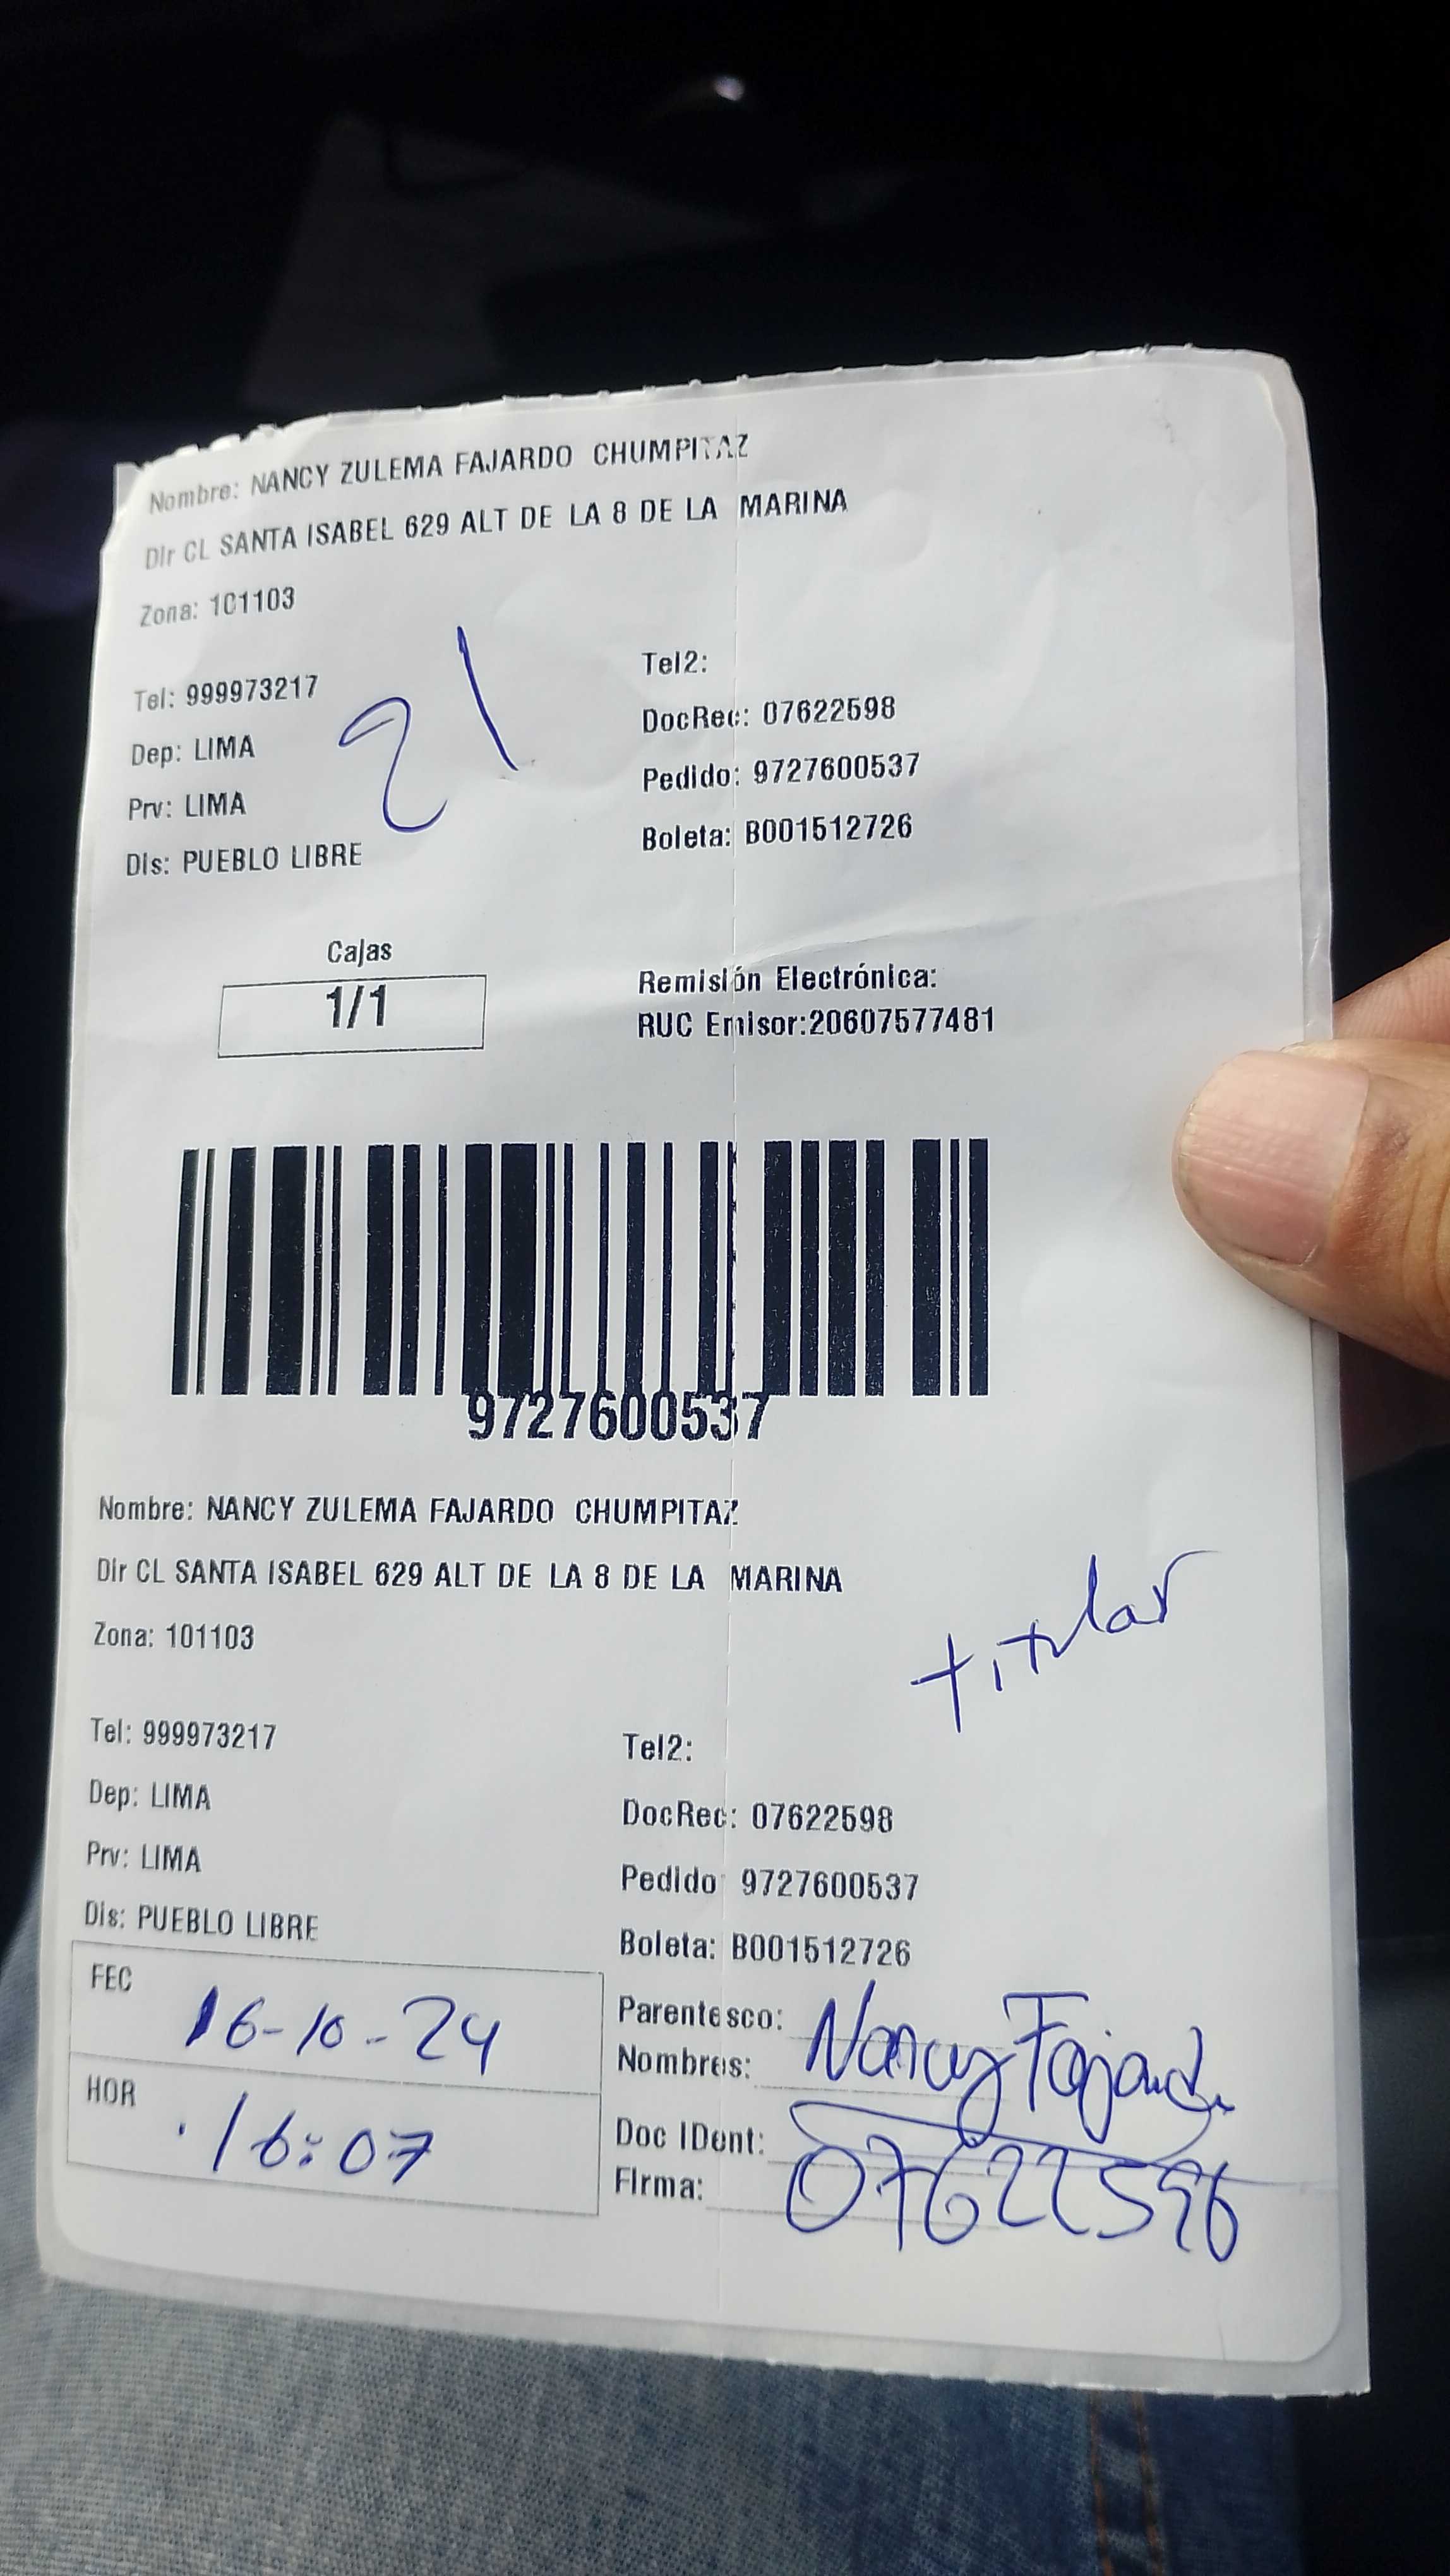 Nombre: NANCY ZULEMA FAJARDO CHUMPITAZ
Dir CL SANTA ISABEL 629 ALT DE LA 8 DE LA MARINA
Zona: 101103
21
Tel: 999973217
Dep: LIMA
Prv: LIMA
Dis: PUEBLO LIBRE
Tel2:
DocRec: 07622598
Pedido: 9727600537
Boleta: B001512726
Cajas
1/1
Remisión Electrónica:
RUC Emisor:20607577481
9727600537
Nombre: NANCY ZULEMA FAJARDO CHUMPITAZ
Dir CL SANTA ISABEL 629 ALT DE LA 8 DE LA MARINA
Zona: 101103
titular
Tel: 999973217
Dep: LIMA
Prv: LIMA
Dis: PUEBLO LIBRE
Tel2:
DocRec: 07622598
Pedido: 9727600537
Boleta: B001512726
FEC 16-10-24
HOR 16:07
Parentesco:
Nombres: Nancy Fajardo
Doc IDent:
Firma: 07622598